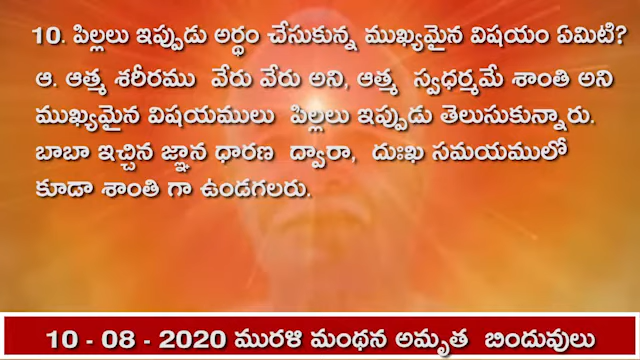 10. పిల్లలు ఇప్పుడు అర్థం చేసుకున్న ముఖ్యమైన విషయం ఏమిటి?
ఆ. ఆత్మ శరీరము వేరు వేరు అని, ఆత్మ స్వధర్మమే శాంతి అని
ముఖ్యమైన విషయములు పిల్లలు ఇప్పుడు తెలుసుకున్నారు.
బాబా ఇచ్చిన జ్ఞాన ధారణ ద్వారా, దుఃఖ సమయములో
కూడా శాంతి గా ఉండగలరు.
10 - 08 - 2020 మురళి మంథన అమృత బిందువులు